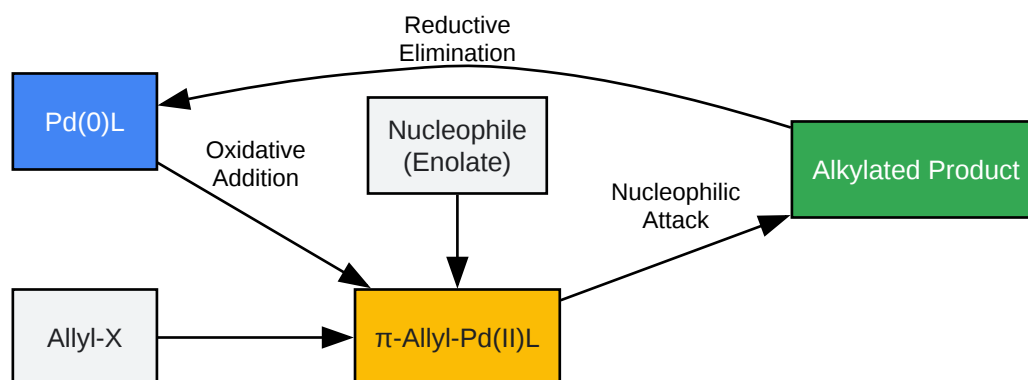 Reductive
Elimination
Pd(0)L
Nucleophile
(Enolate)
Oxidative
Addition
Alkylated Product
Nucleophilic
Attack
Allyl-X
π-Allyl-Pd(II)L